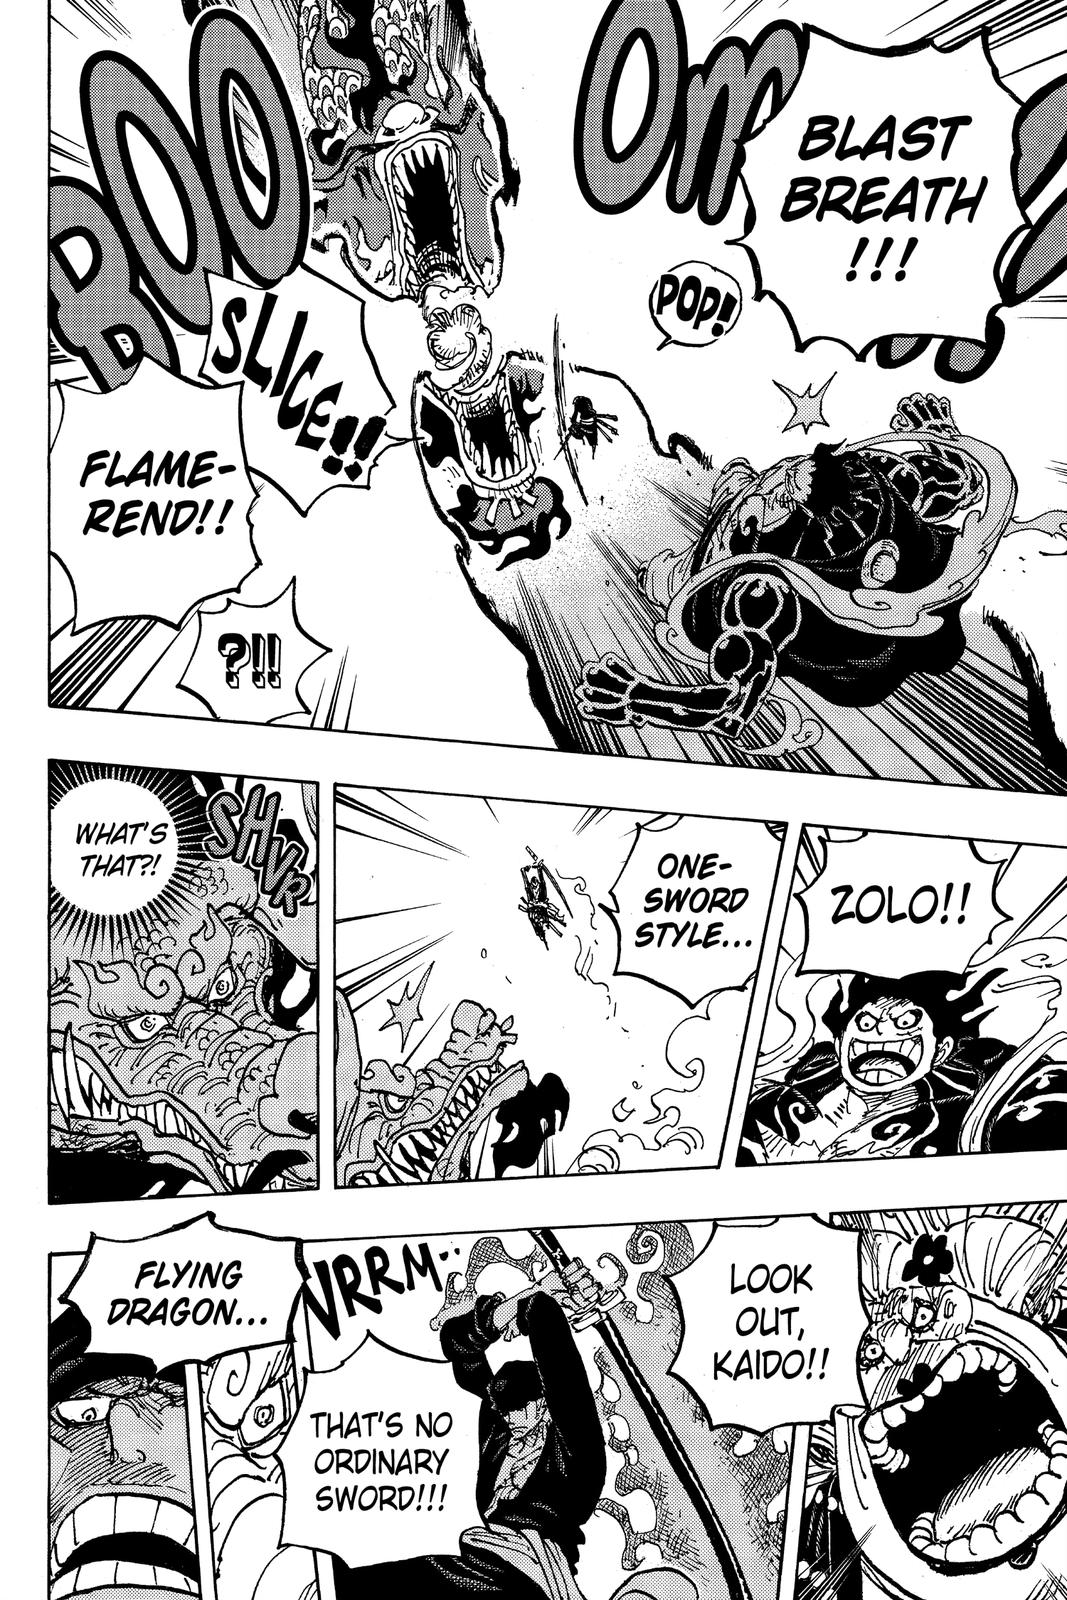 BLAST
BREATH
!!!
POP!
BOO
OM
OO
SLICE!!
FLAME-
REND!!
?!!
ZOLO!!
ONE-
SWORD
STYLE...
WHAT'S
THAT?!
SHVR
LOOK
OUT,
KAIDO!!
VRRM..
THAT'S NO
ORDINARY
SWORD!!!
FLYING
DRAGON...